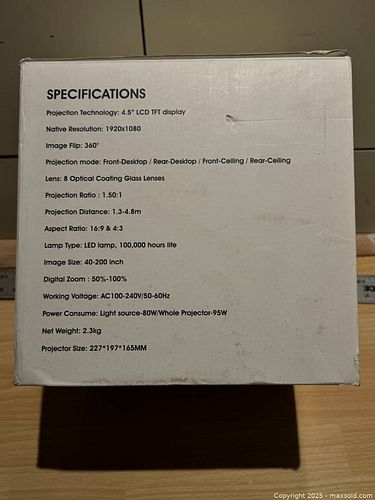 SPECIFICATIONS
Projection Technology: 4.5" LCD TFT display
Native Resolution: 1920x1080
Image Flip: 360°
Projection mode: Front-Desktop / Rear-Desktop / Front-Ceiling / Rear-Ceiling
Lens: 8 Optical Coating Glass Lenses
Projection Ratio : 1.50:1
Projection Distance: 1.3-4.8m
Aspect Ratio: 16:9 & 4:3
Lamp Type: LED lamp, 100,000 hours life
Image Size: 40-200 inch
Digital Zoom : 50%-100%
Working Voltage: AC100-240V/50-60Hz
Power Consume: Light source-80W/Whole Projector-95W
Net Weight: 2.3kg
Projector Size: 227*197*165MM
Copyright 2025 - maxsold.com